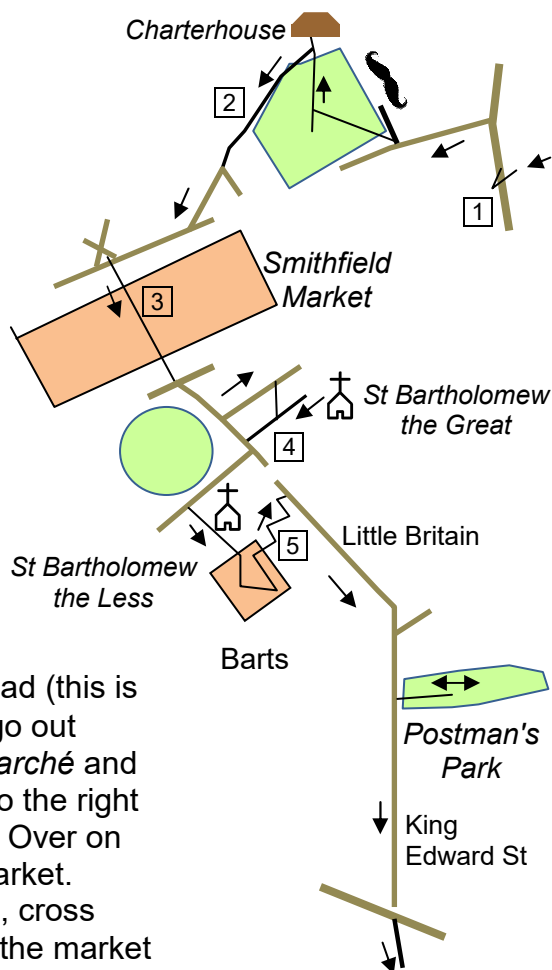 Charterhouse
2
1
Smithfield
Market
3
St Bartholomew
the Great
4
Little Britain
5
St Bartholomew
the Less
Barts
ad (this is
go out
arché and
o the right
Over on
arket.
, cross
the market
Postman's
Park
King
Edward St